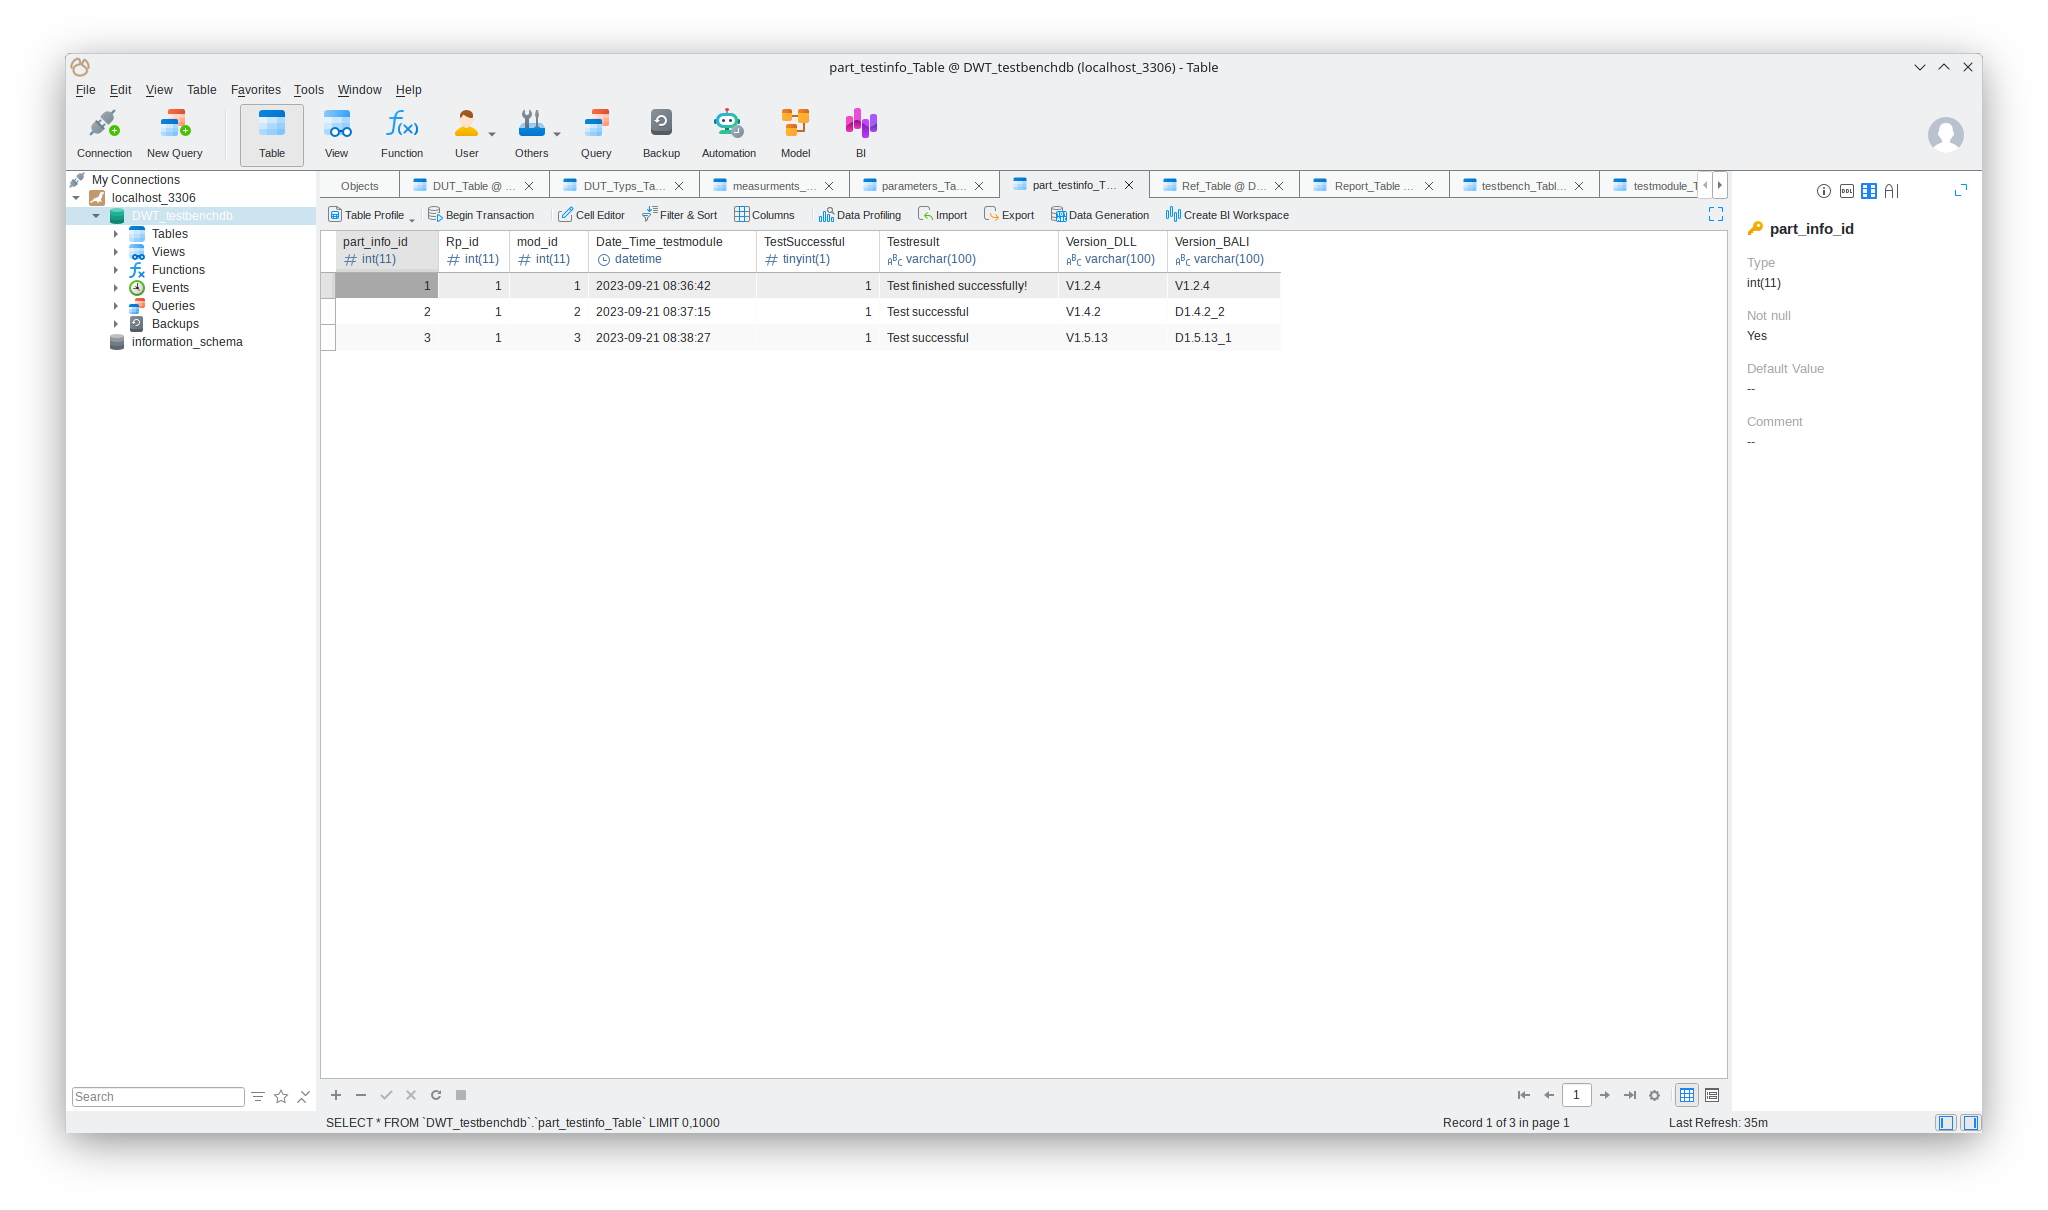 part_testinfo_Table @ DWT_testbenchdb (localhost_3306) - Table
File Edit View Table Favorites Tools Window Help
Connection New Query Table View Function User Others Query Backup Automation Model BI
My Connections
localhost_3306
DWT_testbenchdb
Tables
Views
Functions
Events
Queries
Backups
information_schema
Search
Objects DUT_Table @ ... DUT_Typs_Ta... measurments_... parameters_Ta... part_testinfo_T... Ref_Table @ D... Report_Table ... testbench_Tabl... testmodule_T
Table Profile Begin Transaction Cell Editor Filter & Sort Columns Data Profiling Import Export Data Generation Create BI Workspace
part_info_id Rp_id mod_id Date_Time_testmodule TestSuccessful Testresult Version_DLL Version_BALI
# int(11) # int(11) # int(11) datetime # tinyint(1) ABC varchar(100) ABC varchar(100) ABC varchar(100)
1 1 1 2023-09-21 08:36:42 1 Test finished successfully! V1.2.4 V1.2.4
2 1 2 2023-09-21 08:37:15 1 Test successful V1.4.2 D1.4.2_2
3 1 3 2023-09-21 08:38:27 1 Test successful V1.5.13 D1.5.13_1
1
SELECT * FROM `DWT_testbenchdb`.`part_testinfo_Table` LIMIT 0,1000
Record 1 of 3 in page 1
Last Refresh: 35m
DDL
part_info_id
Type
int(11)
Not null
Yes
Default Value
--
Comment
--